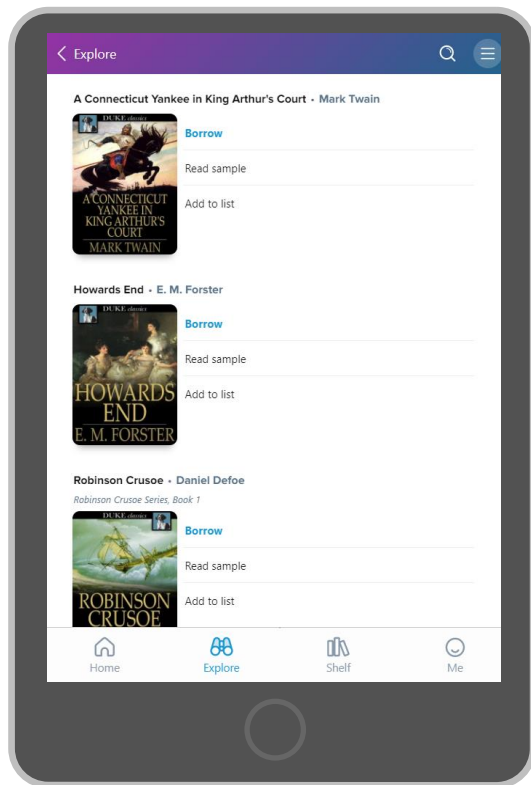 Explore
A Connecticut Yankee in King Arthur's Court • Mark Twain
DUKE classics
A CONNECTICUT
YANKEE IN
KING ARTHUR'S
COURT
MARK TWAIN
Borrow
Read sample
Add to list
Howards End • E. M. Forster
DUKE classics
HOWARDS
END
E. M. FORSTER
Borrow
Read sample
Add to list
Robinson Crusoe • Daniel Defoe
Robinson Crusoe Series, Book 1
DUKE classics
ROBINSON
CRUSOE
Borrow
Read sample
Add to list
Home Explore Shelf Me